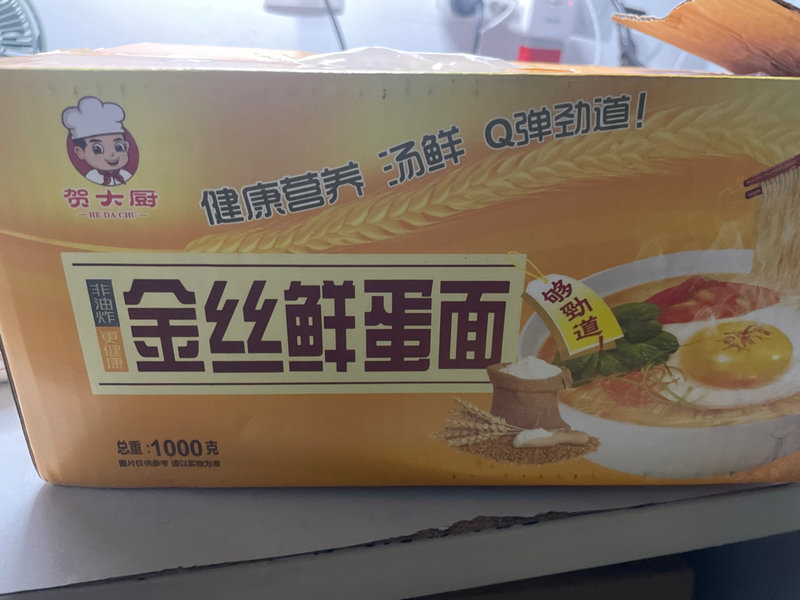 贺大厨
HE DA CHU
健康营养 汤鲜 Q弹劲道!
非油炸
更健康
金丝鲜蛋面
够劲道
总重:1000克
图片仅供参考 请以实物为准